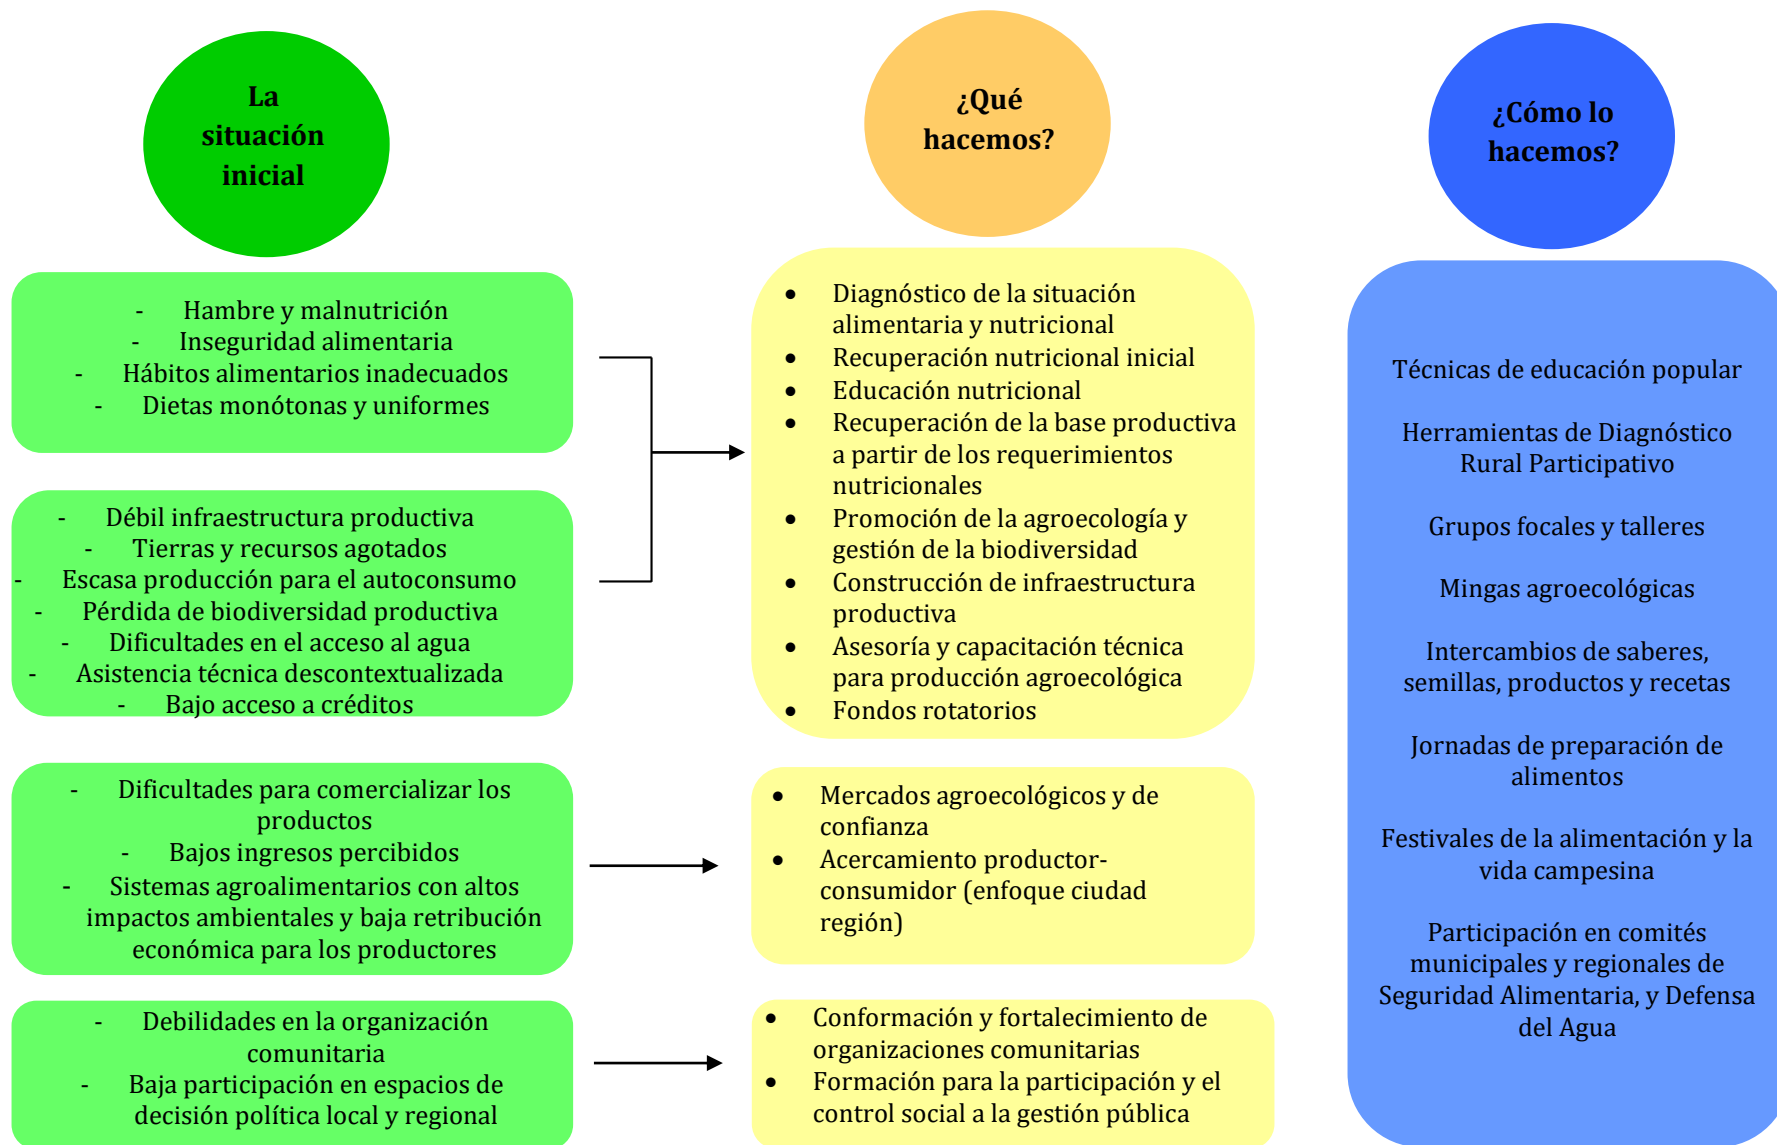 La
situación
inicial
- Hambre y malnutrición
- Inseguridad alimentaria
- Hábitos alimentarios inadecuados
- Dietas monótonas y uniformes
- Débil infraestructura productiva
- Tierras y recursos agotados
- Escasa producción para el autoconsumo
- Pérdida de biodiversidad productiva
- Dificultades en el acceso al agua
- Asistencia técnica descontextualizada
- Bajo acceso a créditos
- Dificultades para comercializar los
productos
- Bajos ingresos percibidos
- Sistemas agroalimentarios con altos
impactos ambientales y baja retribución
económica para los productores
- Debilidades en la organización
comunitaria
- Baja participación en espacios de
decisión política local y regional
¿Qué
hacemos?
• Diagnóstico de la situación
alimentaria y nutricional
• Recuperación nutricional inicial
• Educación nutricional
• Recuperación de la base productiva
a partir de los requerimientos
nutricionales
• Promoción de la agroecología y
gestión de la biodiversidad
• Construcción de infraestructura
productiva
• Asesoría y capacitación técnica
para producción agroecológica
• Fondos rotatorios
• Mercados agroecológicos y de
confianza
• Acercamiento productor-
consumidor (enfoque ciudad
región)
• Conformación y fortalecimiento de
organizaciones comunitarias
• Formación para la participación y el
control social a la gestión pública
¿Cómo lo
hacemos?
Técnicas de educación popular
Herramientas de Diagnóstico
Rural Participativo
Grupos focales y talleres
Mingas agroecológicas
Intercambios de saberes,
semillas, productos y recetas
Jornadas de preparación de
alimentos
Festivales de la alimentación y la
vida campesina
Participación en comités
municipales y regionales de
Seguridad Alimentaria, y Defensa
del Agua